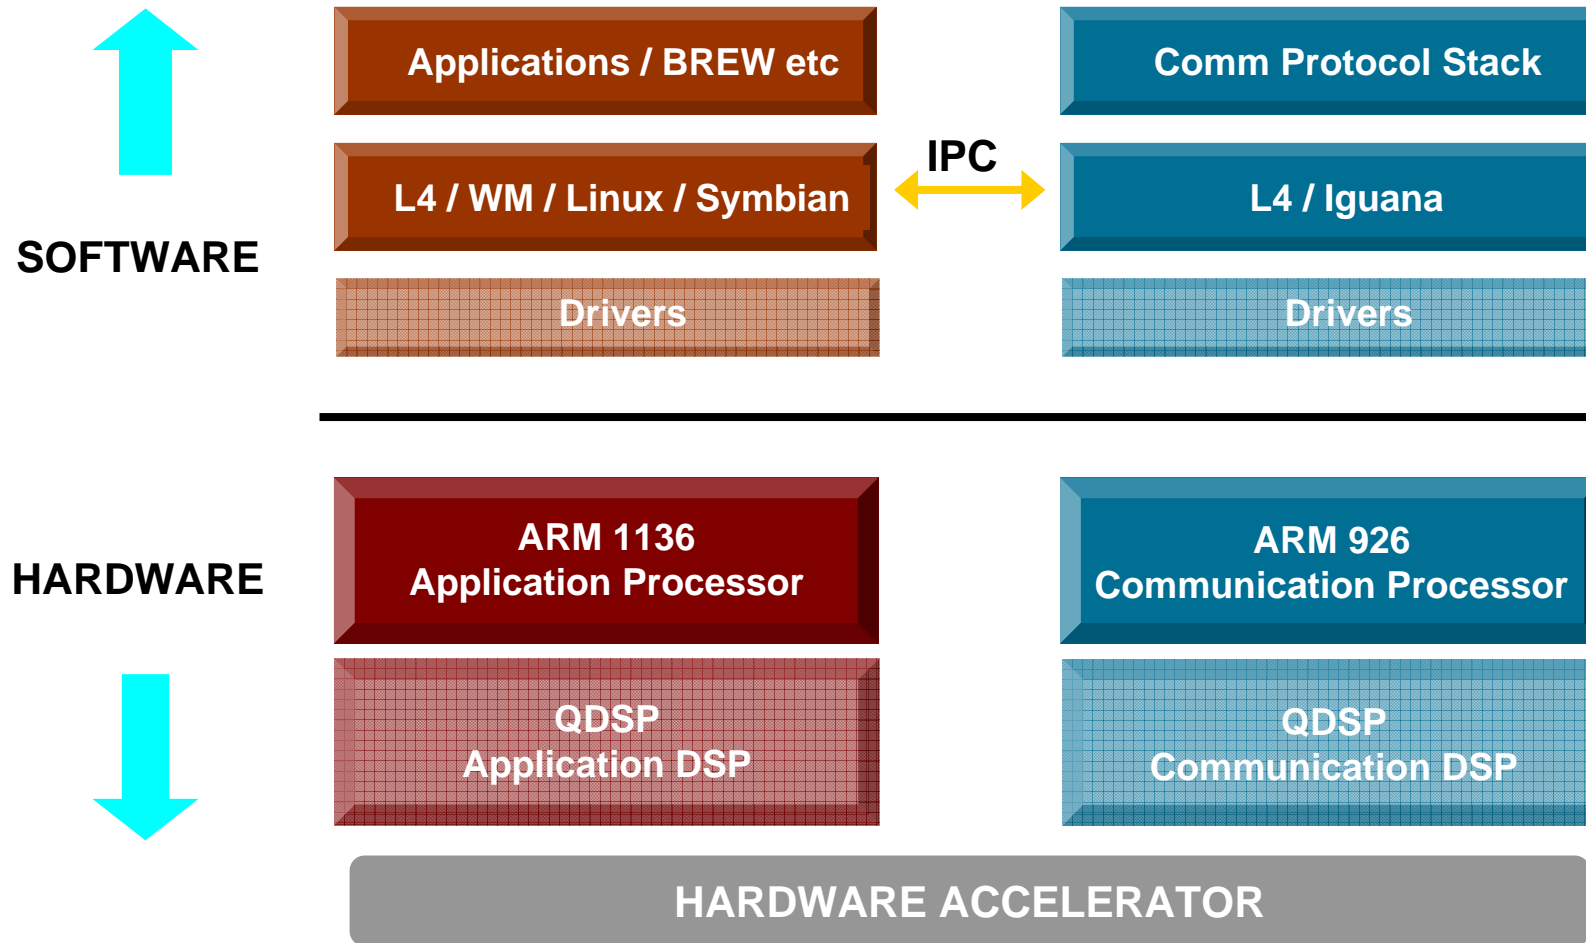 Applications / BREW etc
Comm Protocol Stack
IPC
L4 / WM / Linux / Symbian
L4 / Iguana
SOFTWARE
Drivers
Drivers
ARM 1136
Application Processor
ARM 926
Communication Processor
HARDWARE
QDSP
Application DSP
QDSP
Communication DSP
HARDWARE ACCELERATOR